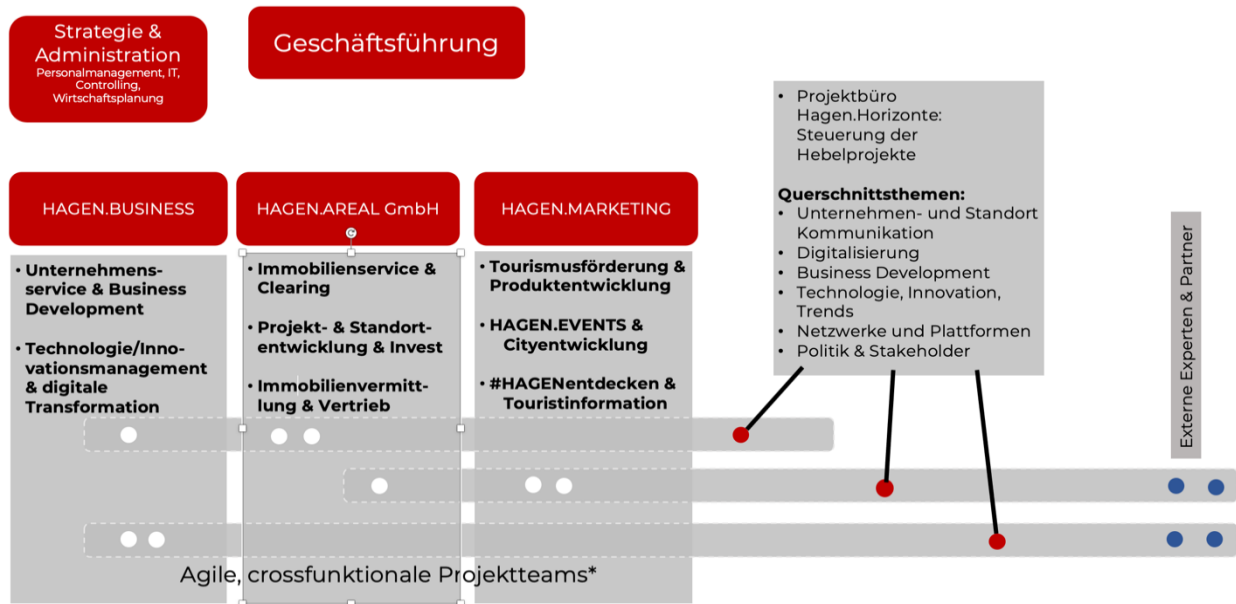 Strategie &
Administration
Personalmanagement, IT,
Controlling,
Wirtschaftsplanung
Geschäftsführung
• Projektbüro
Hagen.Horizonte:
Steuerung der
Hebelprojekte
Querschnittsthemen:
• Unternehmen- und Standort
Kommunikation
• Digitalisierung
• Business Development
• Technologie, Innovation,
Trends
• Netzwerke und Plattformen
• Politik & Stakeholder
HAGEN.BUSINESS
HAGEN.AREAL GmbH
HAGEN.MARKETING
• Unternehmens-
service & Business
Development
• Technologie/Inno-
vationsmanagement
& digitale
Transformation
• Immobilienservice &
Clearing
• Projekt- & Standort-
entwicklung & Invest
• Immobilienvermitt-
lung & Vertrieb
• Tourismusförderung &
Produktentwicklung
• HAGEN.EVENTS &
Cityentwicklung
• #HAGENentdecken &
Touristinformation
Externe Experten & Partner
Agile, crossfunktionale Projektteams*